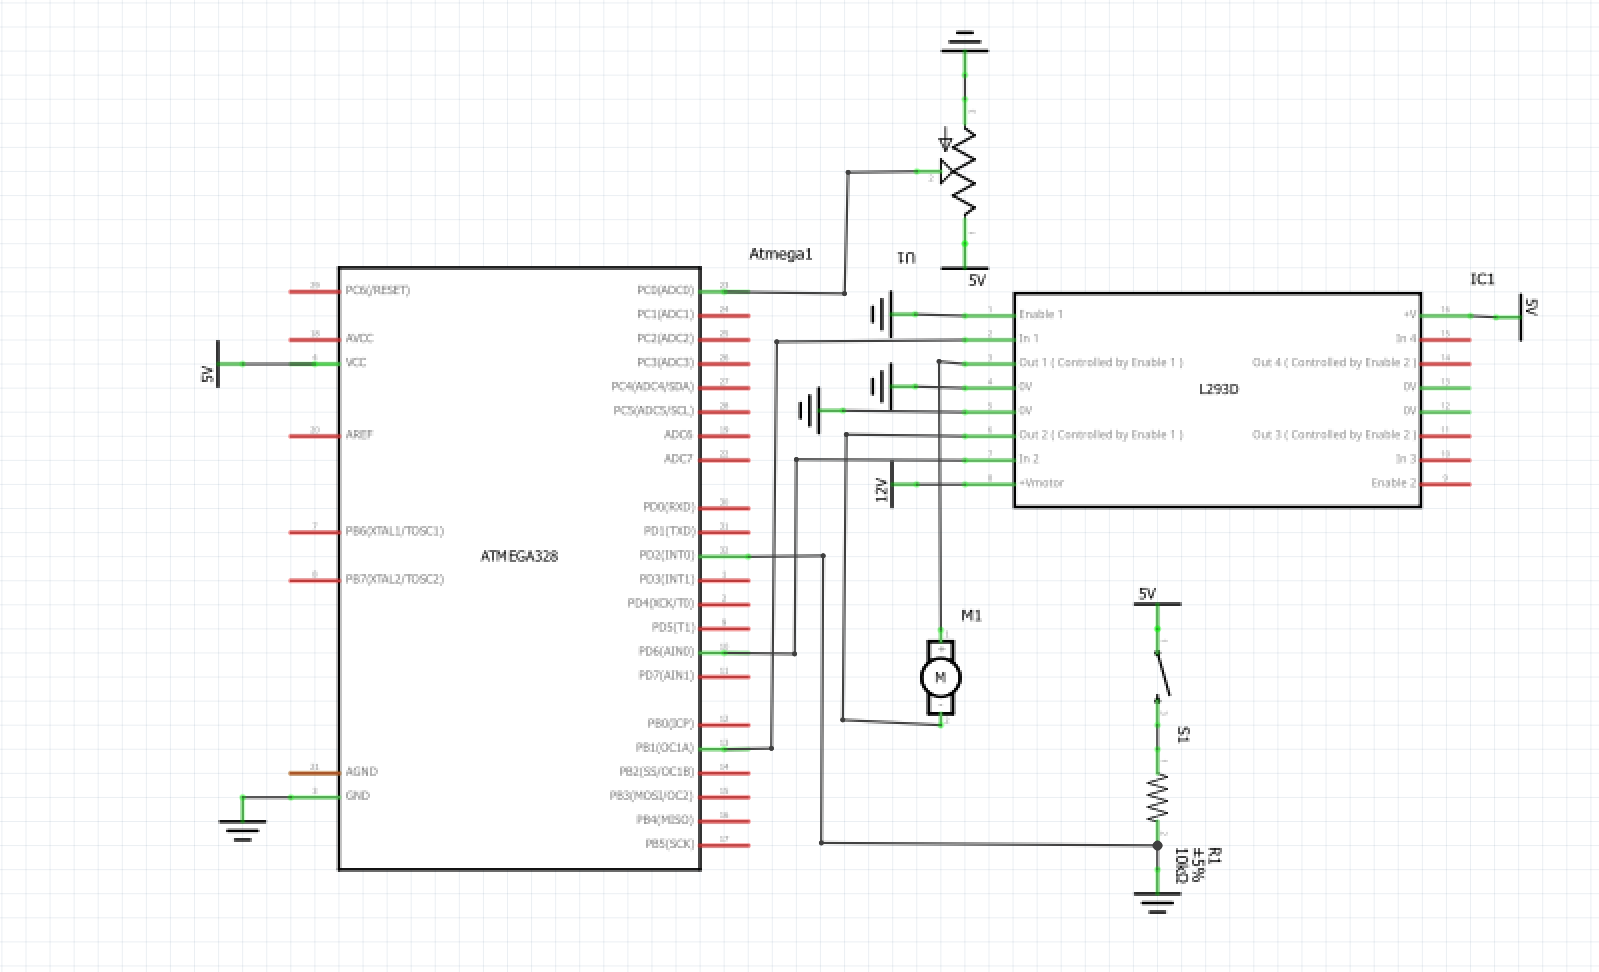 Atmega1
U1
5V
IC1
5V
PC6(/RESET)
AVCC
VCC
5V
AREF
PB6(XTAL1/TOSC1)
PB7(XTAL2/TOSC2)
AGND
GND
ATMEGA328
PC0(ADC0)
PC1(ADC1)
PC2(ADC2)
PC3(ADC3)
PC4(ADC4/SDA)
PC5(ADC5/SCL)
ADC6
ADC7
PD0(RXD)
PD1(TXD)
PD2(INT0)
PD3(INT1)
PD4(XCK/T0)
PD5(T1)
PD6(AIN0)
PD7(AIN1)
PB0(ICP)
PB1(OC1A)
PB2(SS/OC1B)
PB3(MOSI/OC2)
PB4(MISO)
PB5(SCK)
Enable 1
In 1
Out 1 ( Controlled by Enable 1 )
0V
0V
Out 2 ( Controlled by Enable 1 )
In 2
+Vmotor
12V
L293D
+V
In 4
Out 4 ( Controlled by Enable 2 )
0V
0V
Out 3 ( Controlled by Enable 2 )
In 3
Enable 2
M1
+
M
5V
S1
R1
±5%
10kΩ